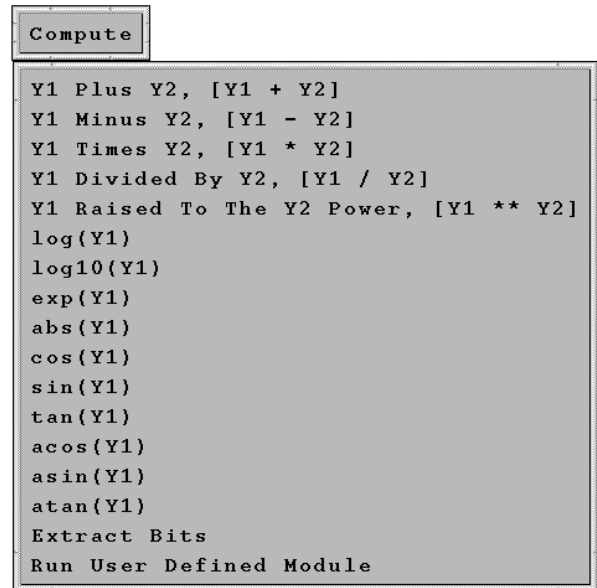 Compute
Y1 Plus Y2, [Y1 + Y2]
Y1 Minus Y2, [Y1 - Y2]
Y1 Times Y2, [Y1 * Y2]
Y1 Divided By Y2, [Y1 / Y2]
Y1 Raised To The Y2 Power, [Y1 ** Y2]
log(Y1)
log10(Y1)
exp(Y1)
abs(Y1)
cos(Y1)
sin(Y1)
tan(Y1)
acos(Y1)
asin(Y1)
atan(Y1)
Extract Bits
Run User Defined Module